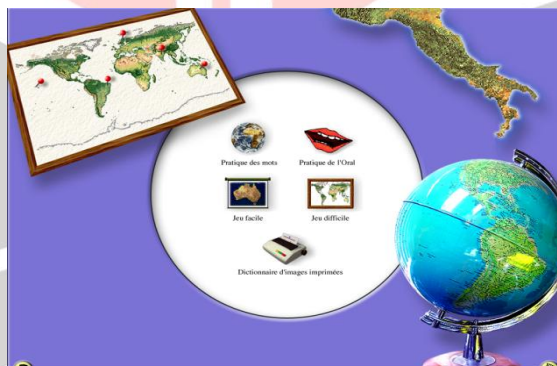 Pratique des mots
Pratique de l'Oral
Jeu facile
Jeu difficile
Dictionnaire d'images imprimées